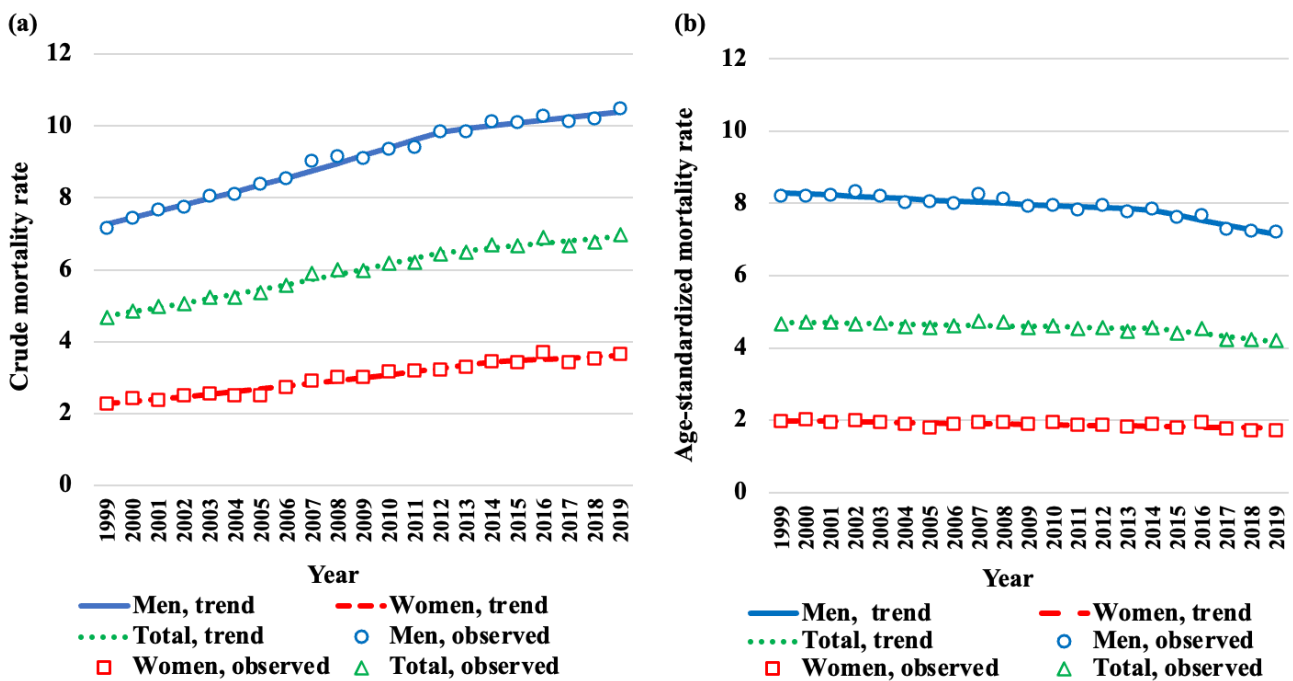 (a)
Crude mortality rate
12
10
8
6
4
2
0
1999 2000 2001 2002 2003 2004 2005 2006 2007 2008 2009 2010 2011 2012 2013 2014 2015 2016 2017 2018 2019
Year
Men, trend Women, trend
Total, trend Men, observed
Women, observed Total, observed
(b)
Age-standardized mortality rate
12
10
8
6
4
2
0
1999 2000 2001 2002 2003 2004 2005 2006 2007 2008 2009 2010 2011 2012 2013 2014 2015 2016 2017 2018 2019
Year
Men, trend Women, trend
Total, trend Men, observed
Women, observed Total, observed